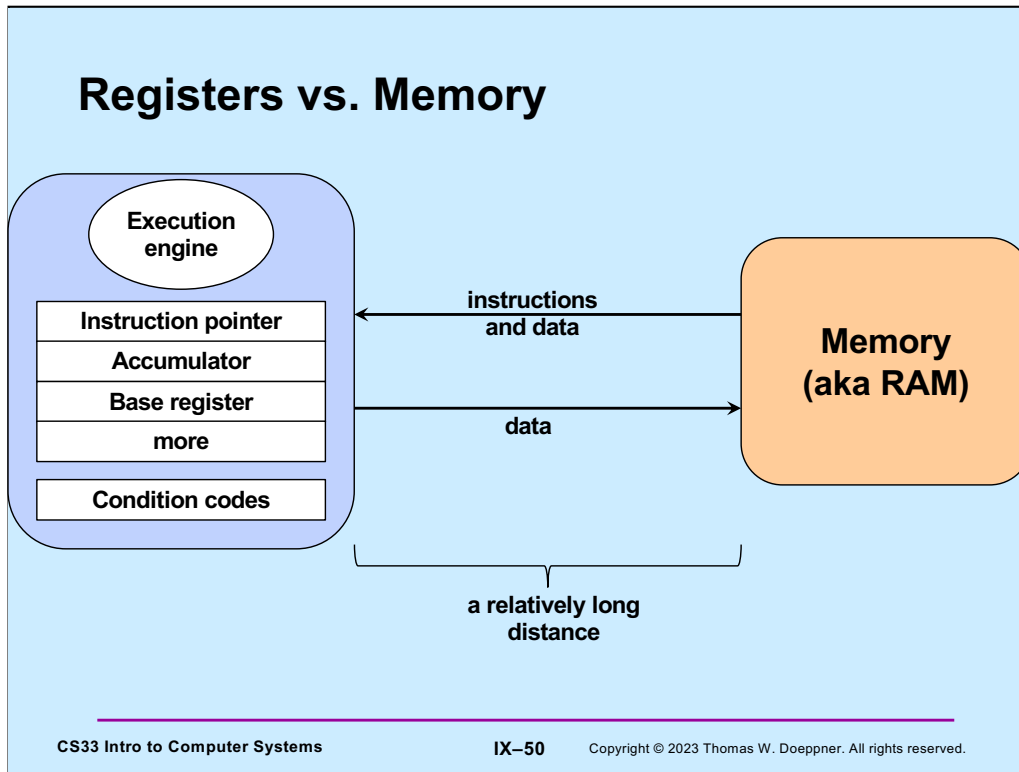 Registers vs. Memory
Execution
engine
Instruction pointer
Accumulator
Base register
more
Condition codes
instructions
and data
data
Memory
(aka RAM)
a relatively long
distance
CS33 Intro to Computer Systems
IX–50
Copyright © 2023 Thomas W. Doeppner. All rights reserved.